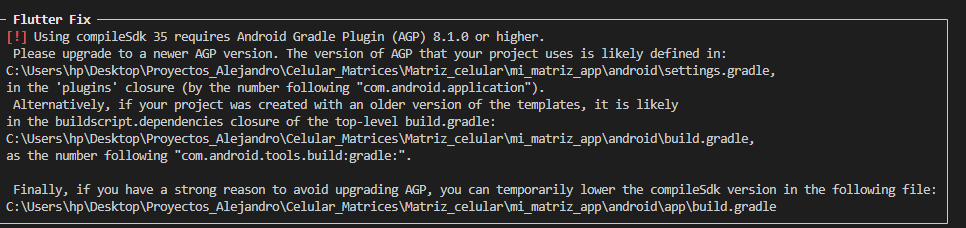 Flutter Fix
[!] Using compileSdk 35 requires Android Gradle Plugin (AGP) 8.1.0 or higher.
Please upgrade to a newer AGP version. The version of AGP that your project uses is likely defined in:
C:\Users\hp\Desktop\Proyectos_Alejandro\Celular_Matrices\Matriz_celular\mi_matriz_app\android\settings.gradle,
in the 'plugins' closure (by the number following "com.android.application").
Alternatively, if your project was created with an older version of the templates, it is likely
in the buildscript.dependencies closure of the top-level build.gradle:
C:\Users\hp\Desktop\Proyectos_Alejandro\Celular_Matrices\Matriz_celular\mi_matriz_app\android\build.gradle,
as the number following "com.android.tools.build:gradle:".
Finally, if you have a strong reason to avoid upgrading AGP, you can temporarily lower the compileSdk version in the following file:
C:\Users\hp\Desktop\Proyectos_Alejandro\Celular_Matrices\Matriz_celular\mi_matriz_app\android\app\build.gradle